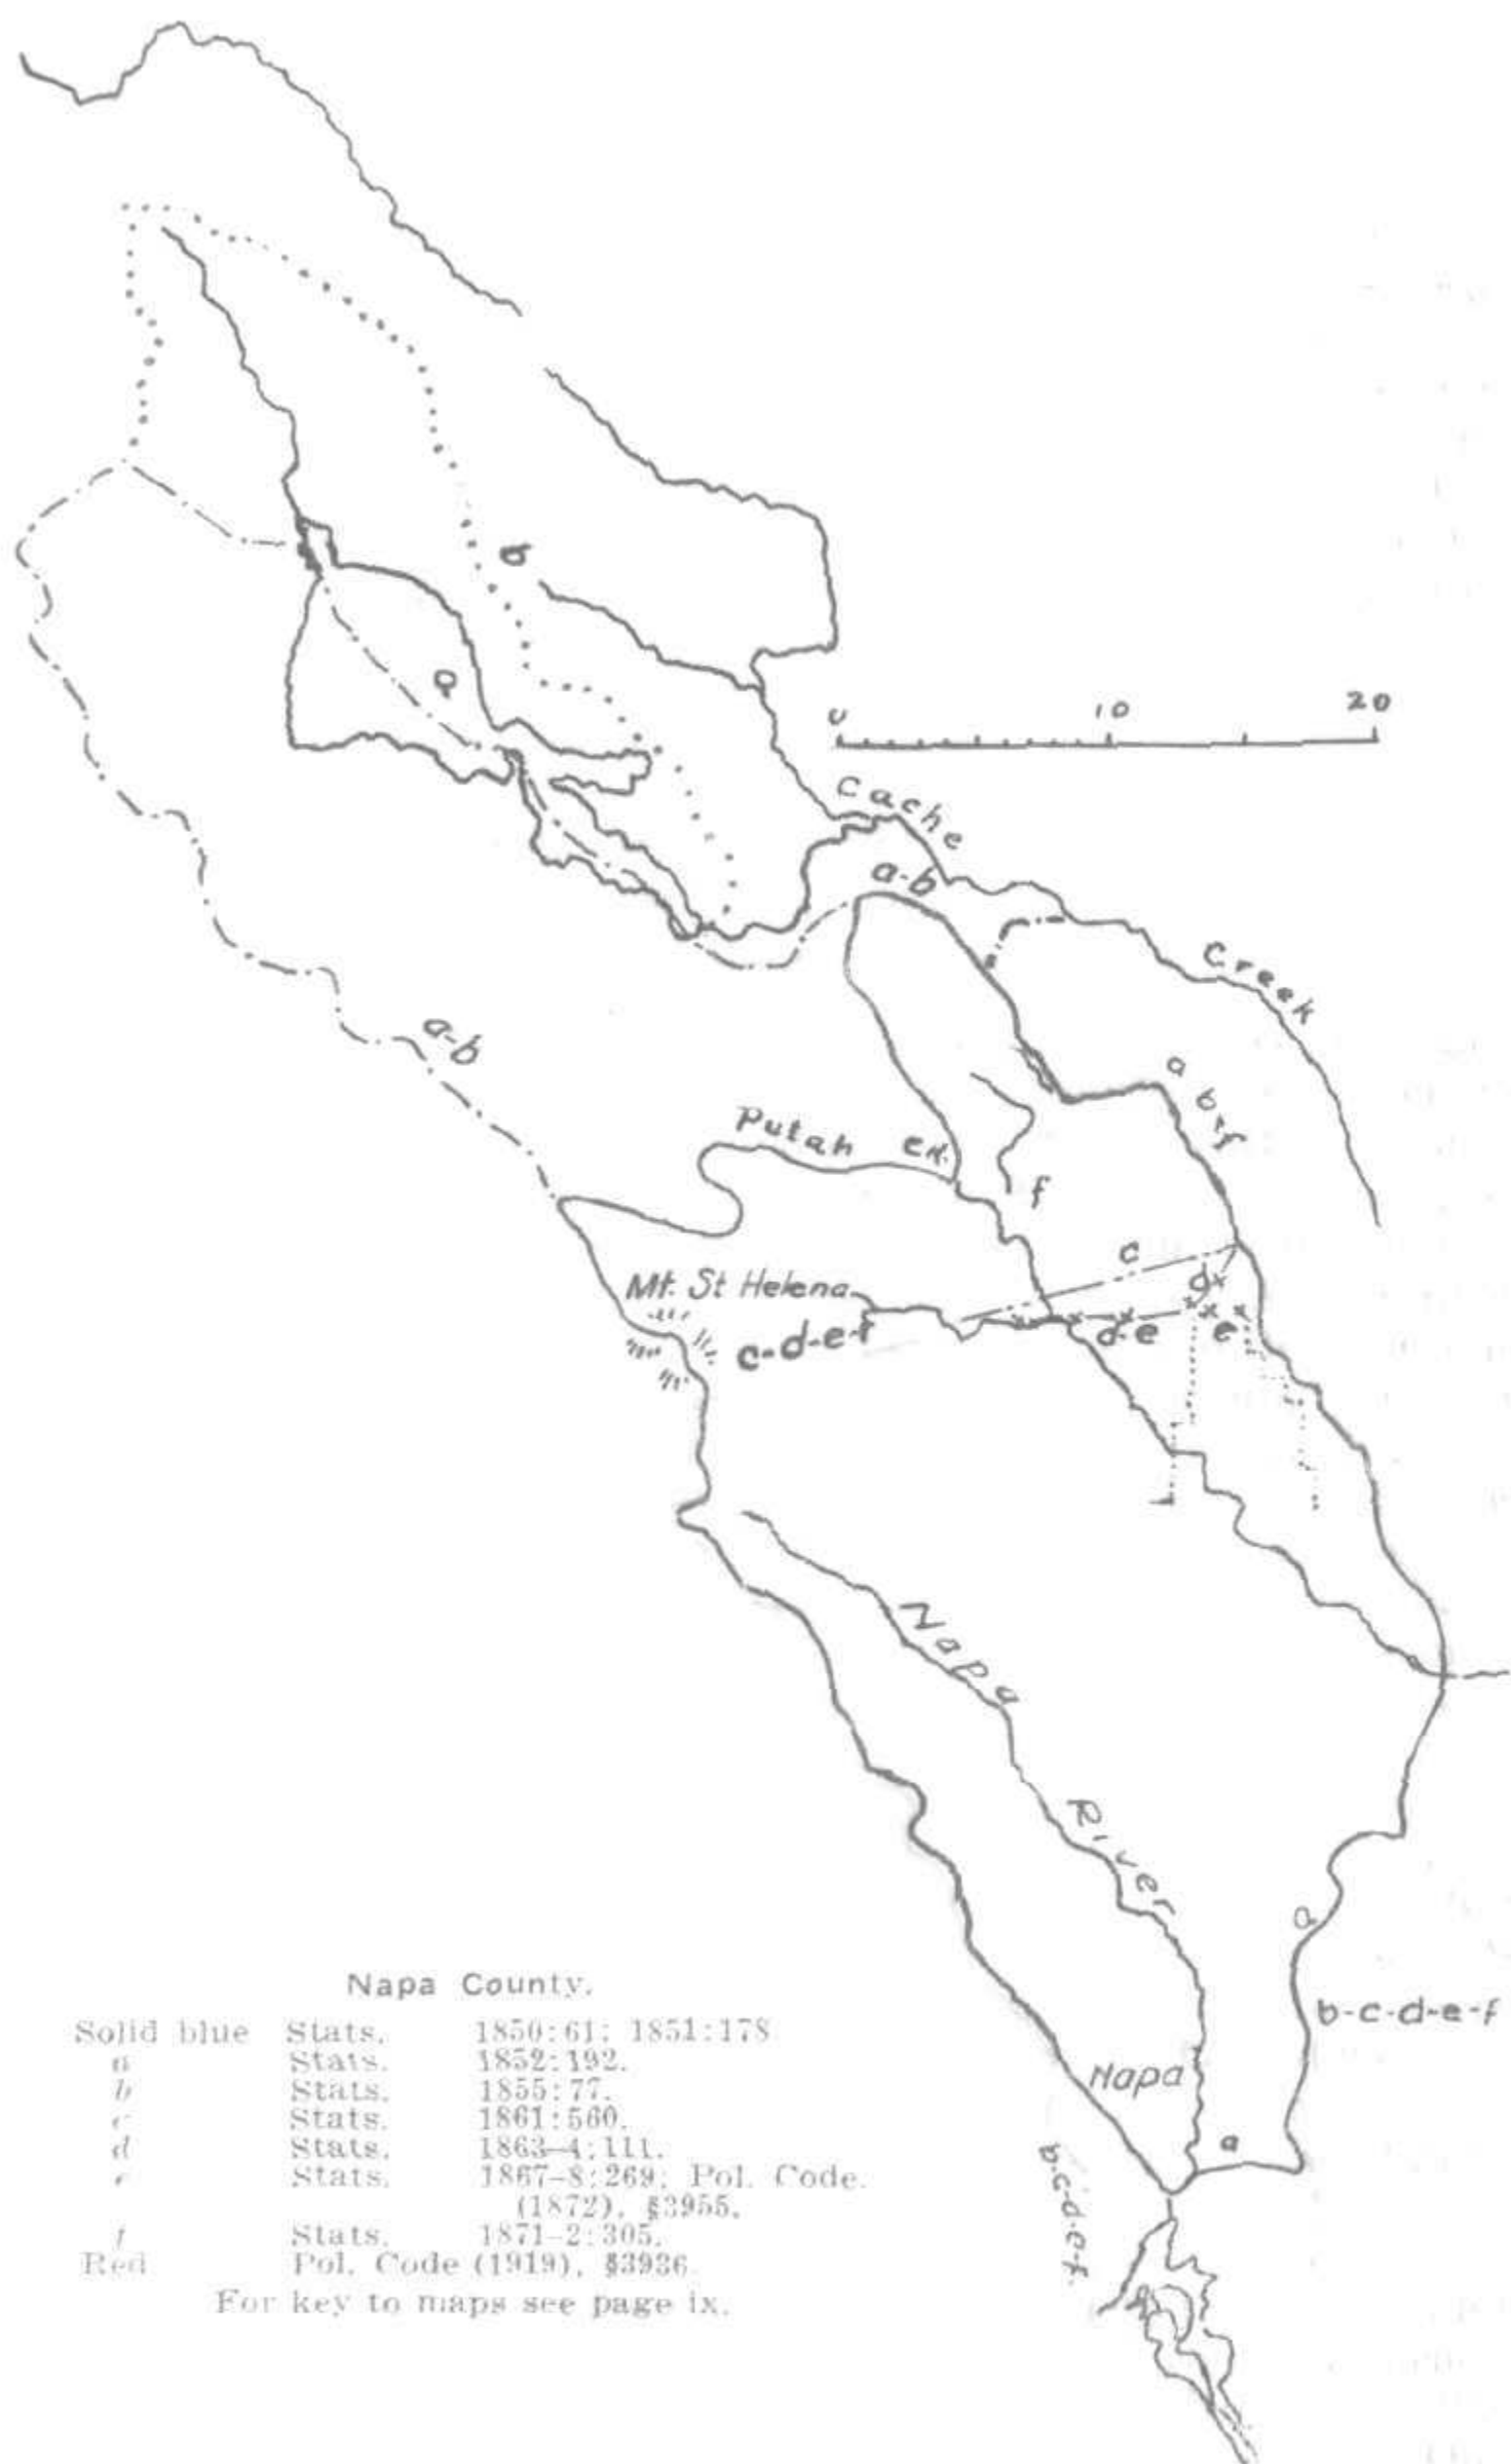 b
a
0 10 20
Cache
a-b
Creek
a-b
a b-f
Putah Crk.
f
c
Mt. St Helena
d
c-d-e-f
d-e
e
Napa
River
a
b-c-d-e-f
Napa
a
b-c-d-e-f.
Napa County.
Solid blue Stats. 1850:61; 1851:178
a Stats. 1852:192.
b Stats. 1855:77.
c Stats. 1861:560.
d Stats. 1863–4:111.
e Stats. 1867–8:269; Pol. Code.
(1872), §3955.
f Stats. 1871–2:305.
Red Pol. Code (1919), §3936.
For key to maps see page ix.